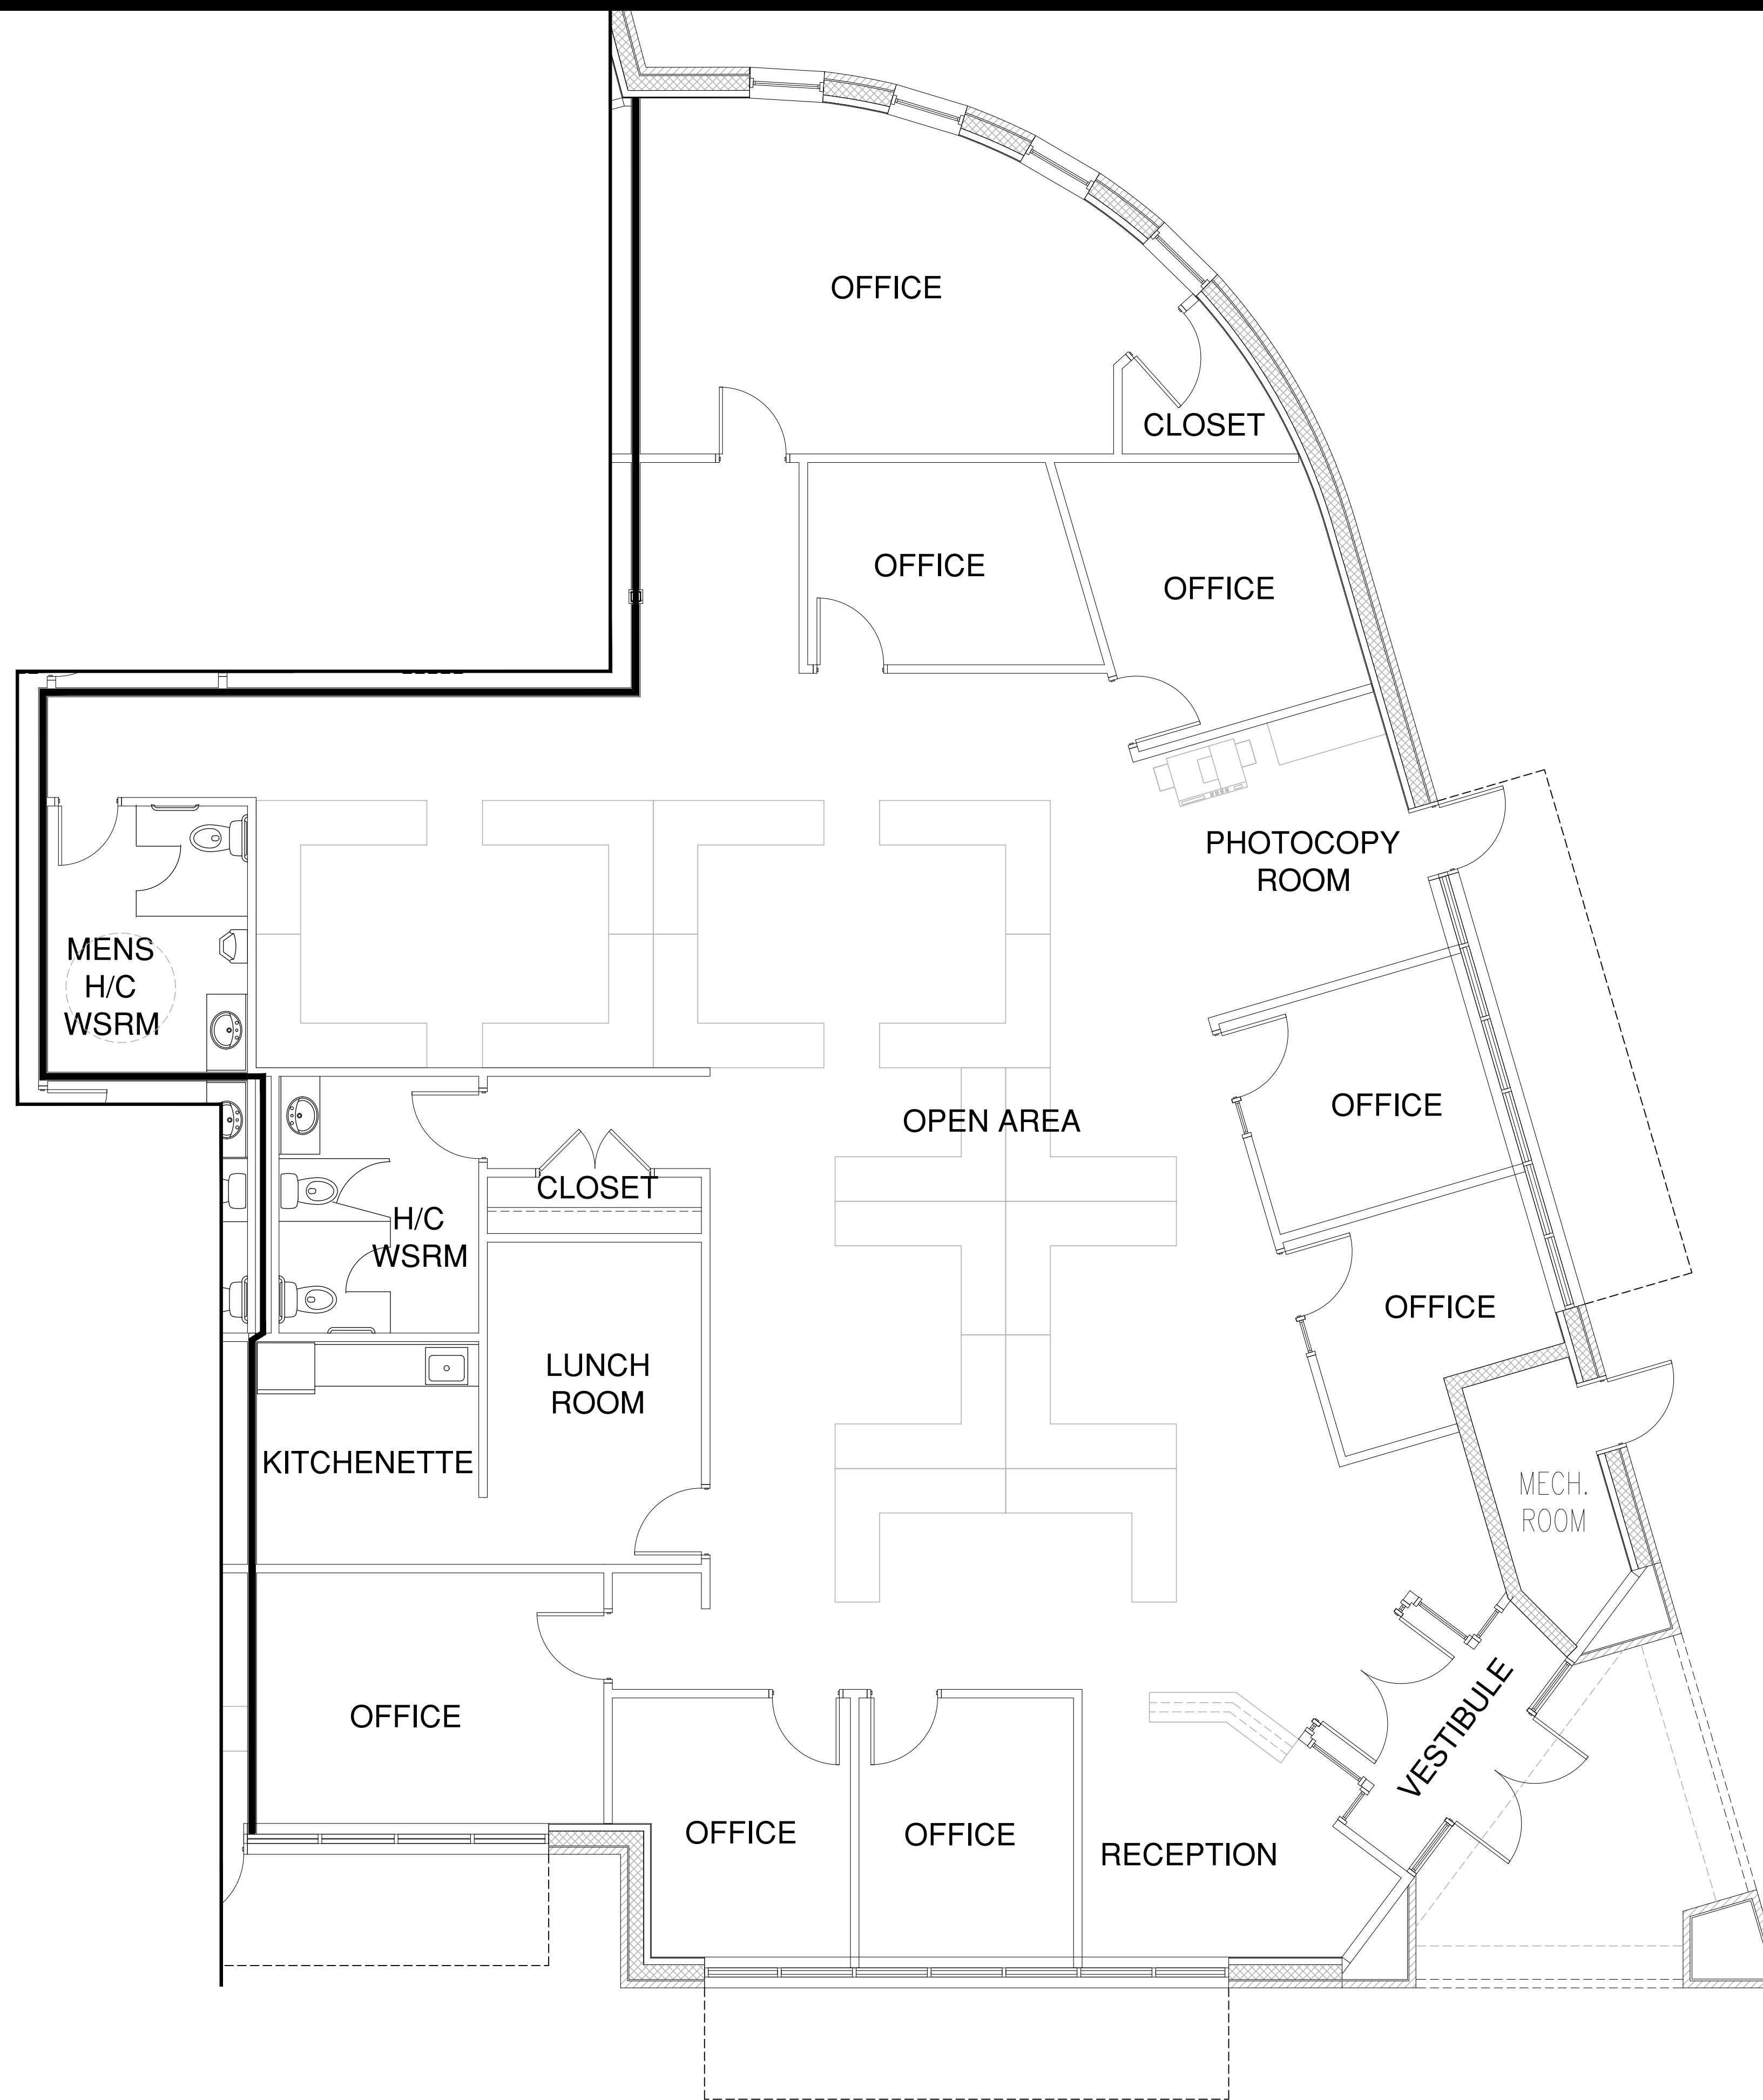 OFFICE
CLOSET
OFFICE
OFFICE
PHOTOCOPY
ROOM
MENS
H/C
WSRM
OPEN AREA
OFFICE
CLOSET
H/C
WSRM
OFFICE
LUNCH
ROOM
KITCHENETTE
MECH.
ROOM
OFFICE
VESTIBULE
OFFICE
OFFICE
RECEPTION